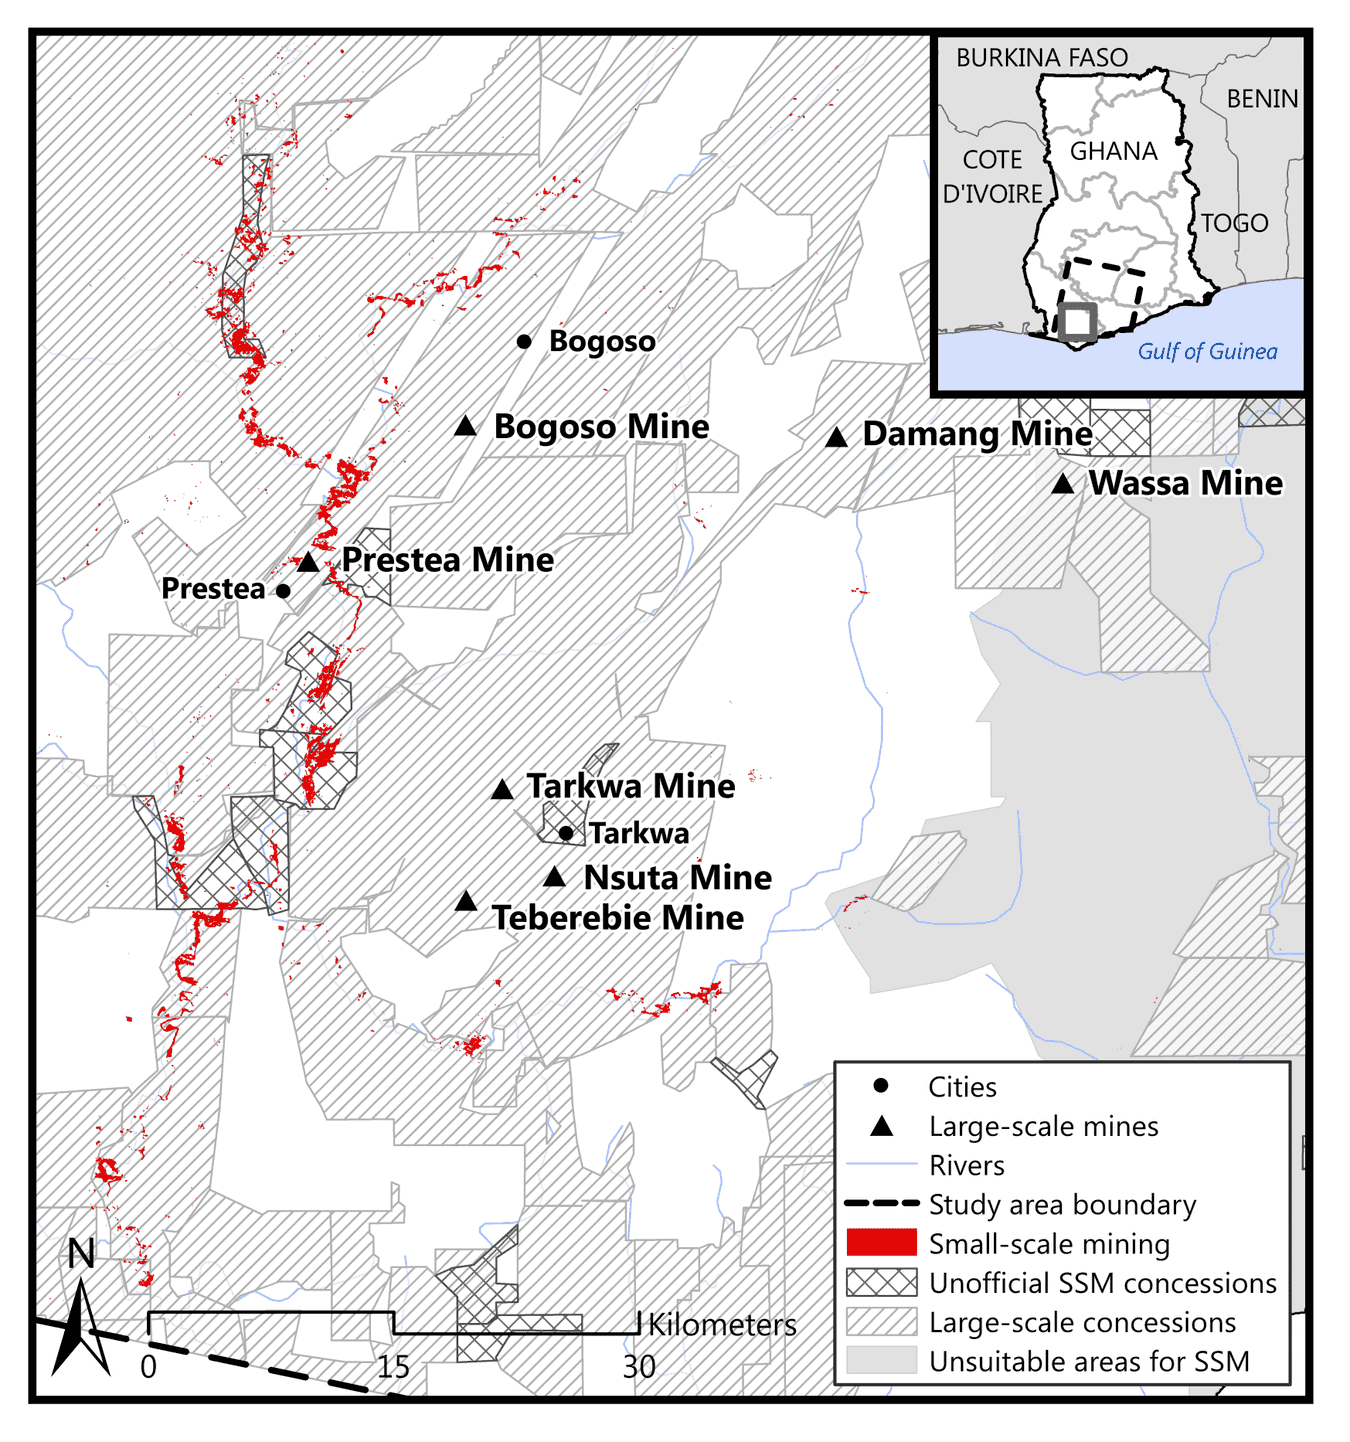 BURKINA FASO
BENIN
GHANA
COTE
D'IVOIRE
TOGO
Gulf of Guinea
Bogoso
Bogoso Mine
Damang Mine
Wassa Mine
Prestea Mine
Prestea
Tarkwa Mine
Tarkwa
Nsuta Mine
Teberebie Mine
N
Kilometers
0 15 30
Cities
Large-scale mines
Rivers
Study area boundary
Small-scale mining
Unofficial SSM concessions
Large-scale concessions
Unsuitable areas for SSM